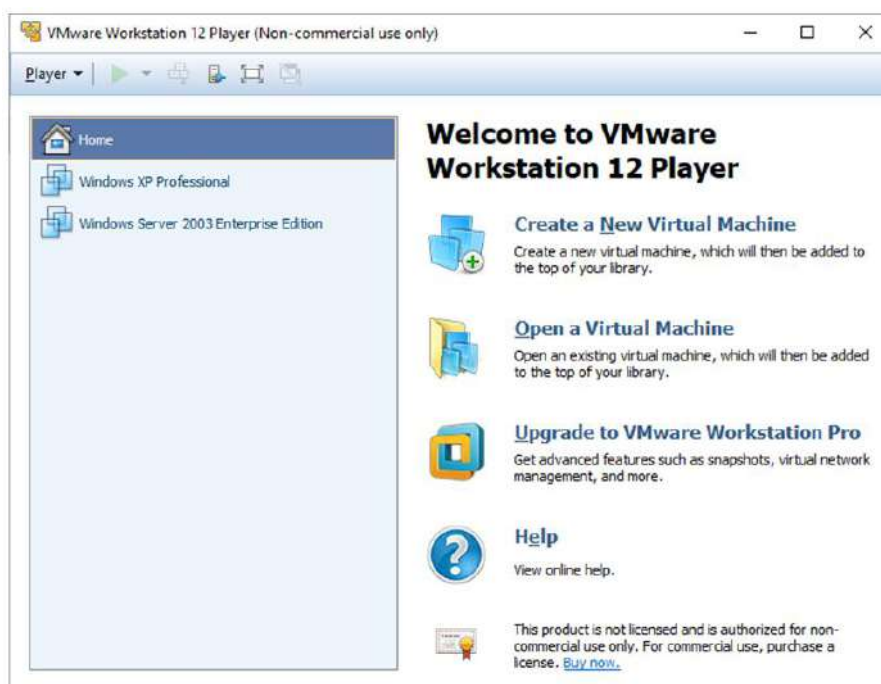 VMware Workstation 12 Player (Non-commercial use only)
Player
Home
Windows XP Professional
Windows Server 2003 Enterprise Edition
Welcome to VMware
Workstation 12 Player
Create a New Virtual Machine
Create a new virtual machine, which will then be added to
the top of your library.
Open a Virtual Machine
Open an existing virtual machine, which will then be added
to the top of your library.
Upgrade to VMware Workstation Pro
Get advanced features such as snapshots, virtual network
management, and more.
Help
View online help.
This product is not licensed and is authorized for non-
commercial use only. For commercial use, purchase a
license. Buy now.